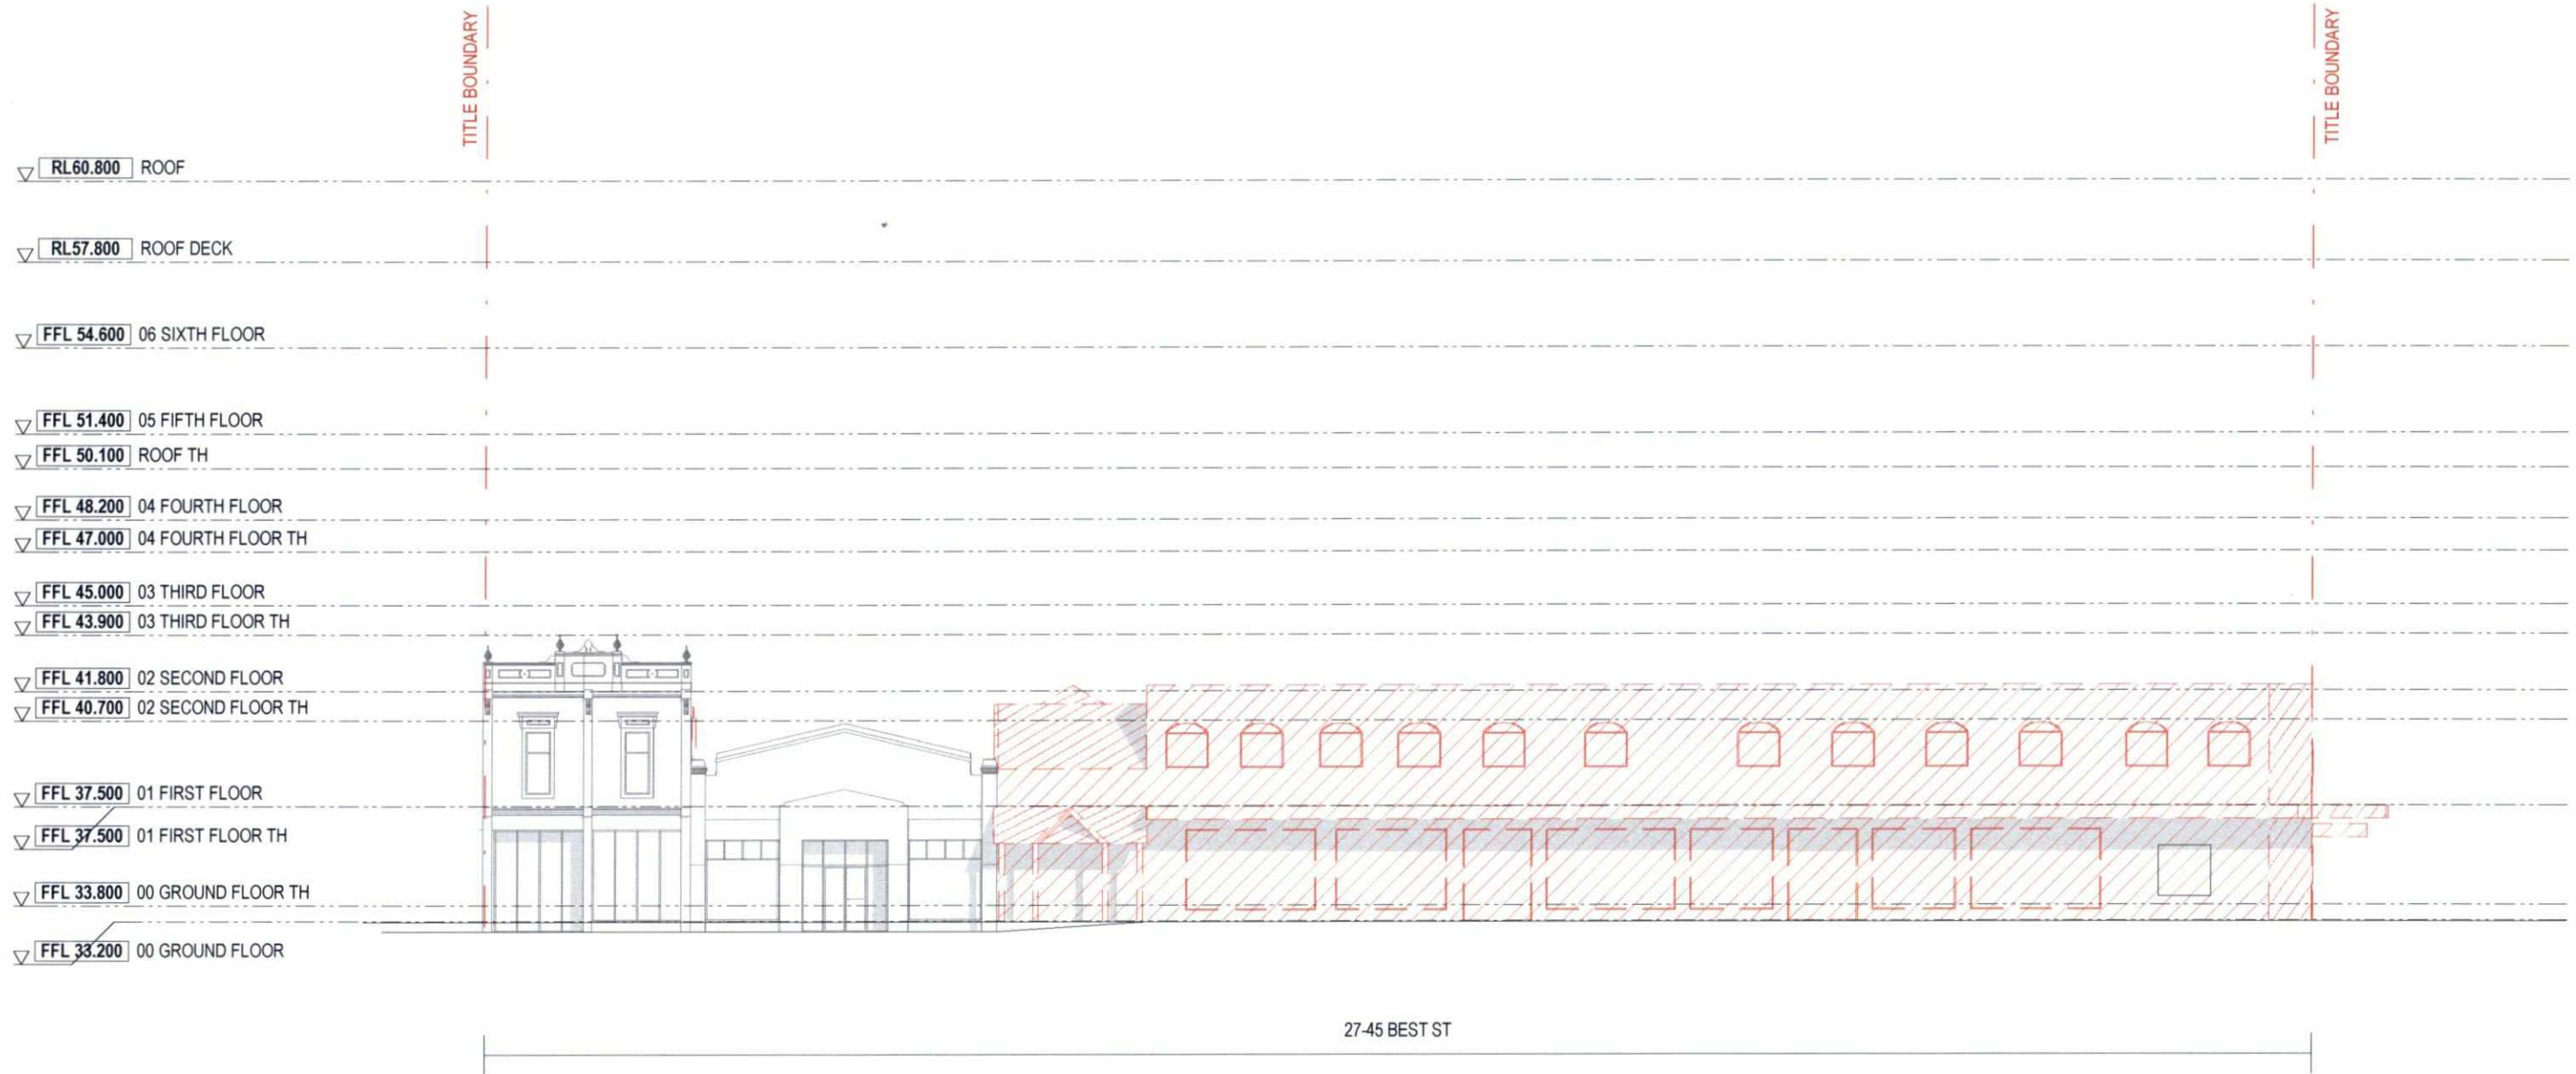 TITLE BOUNDARY
TITLE BOUNDARY
RL60.800 ROOF
RL57.800 ROOF DECK
FFL 54.600 06 SIXTH FLOOR
FFL 51.400 05 FIFTH FLOOR
FFL 50.100 ROOF TH
FFL 48.200 04 FOURTH FLOOR
FFL 47.000 04 FOURTH FLOOR TH
FFL 45.000 03 THIRD FLOOR
FFL 43.900 03 THIRD FLOOR TH
FFL 41.800 02 SECOND FLOOR
FFL 40.700 02 SECOND FLOOR TH
FFL 37.500 01 FIRST FLOOR
FFL 37.500 01 FIRST FLOOR TH
FFL 33.800 00 GROUND FLOOR TH
FFL 33.200 00 GROUND FLOOR
27-45 BEST ST